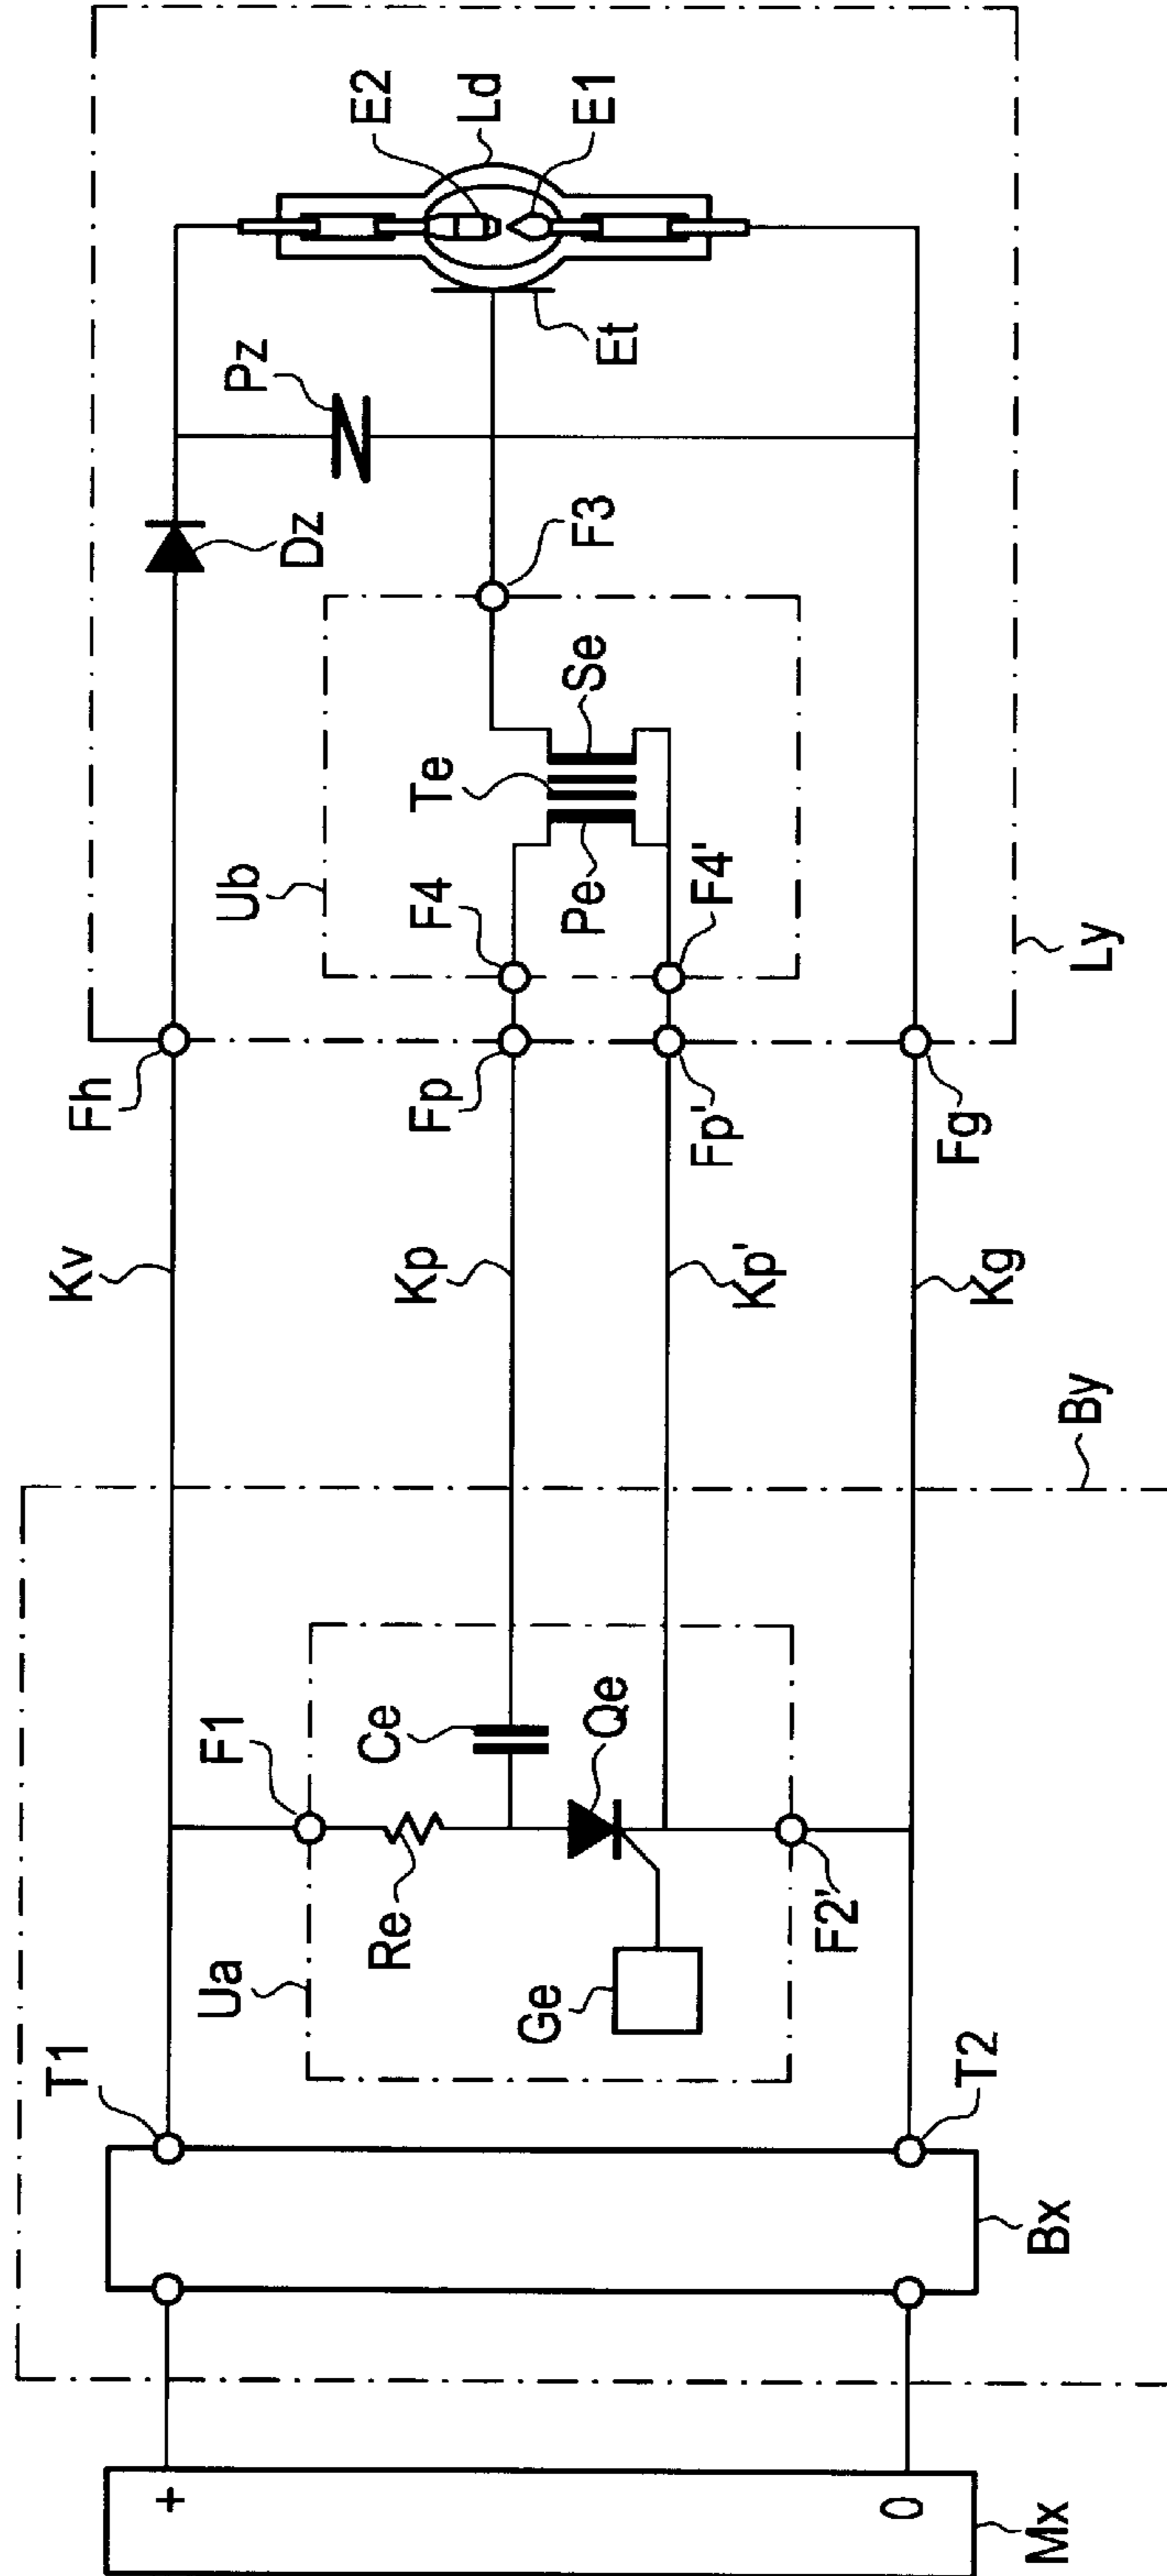 E2
Ld
E1
Et
Pz
Dz
F3
Se
Te
Pe
Ub
F4
F4'
Ly
Fh
Fp
Fp'
Fg
Kv
Kp
Kp'
Kg
By
F1
Ce
Qe
Re
Ua
Ge
F2'
T1
T2
Bx
+
0
Mx